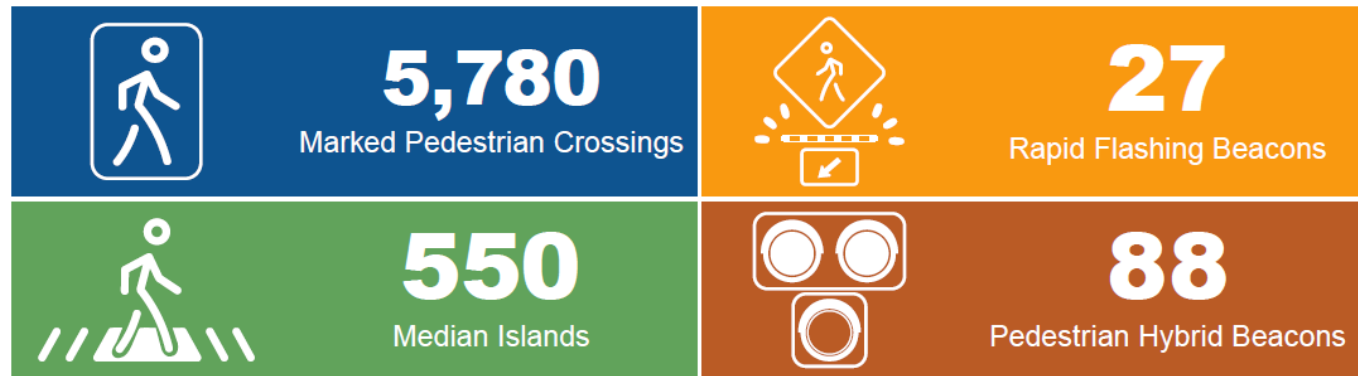 5,780
Marked Pedestrian Crossings
27
Rapid Flashing Beacons
550
Median Islands
88
Pedestrian Hybrid Beacons